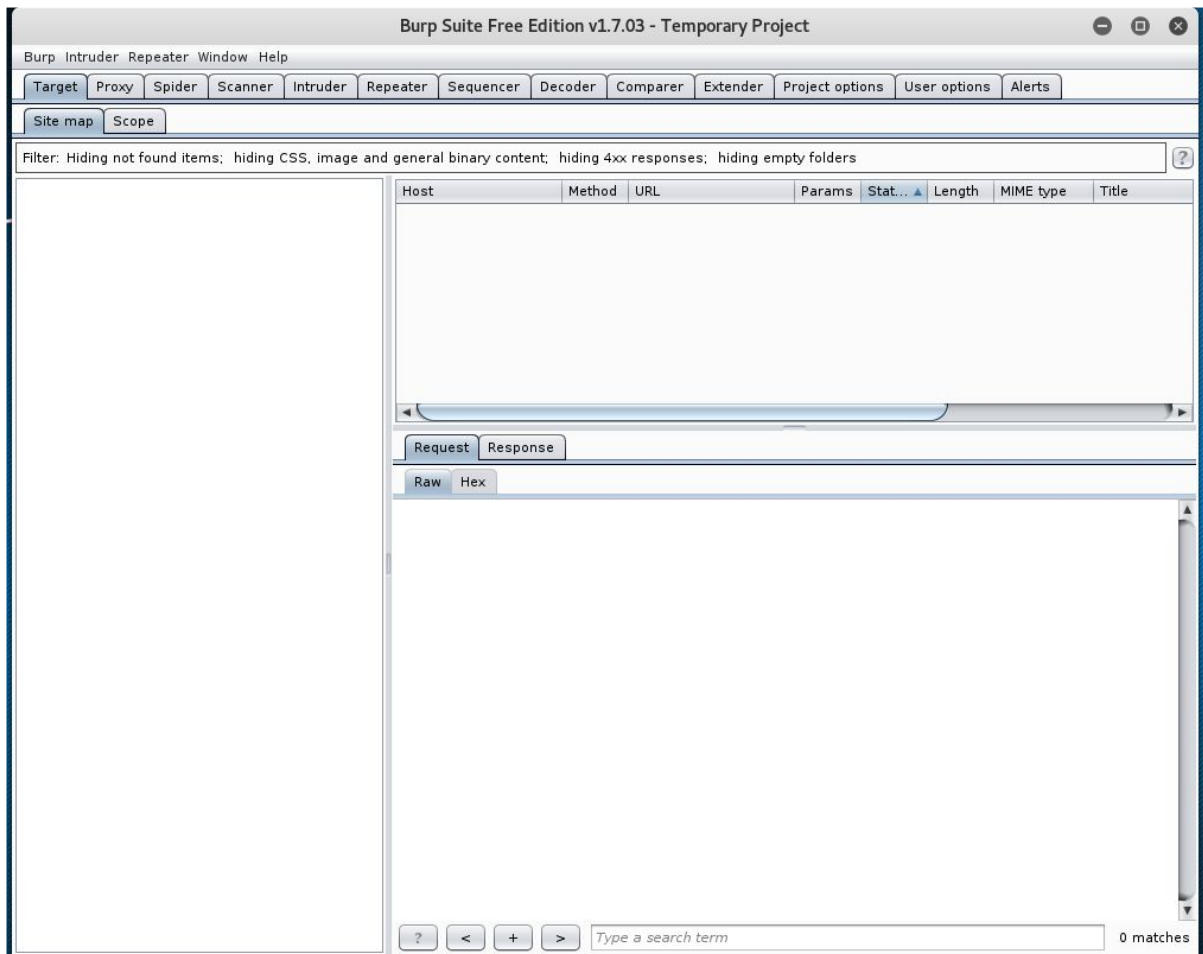 Burp Suite Free Edition v1.7.03 - Temporary Project
Burp Intruder Repeater Window Help
Target Proxy Spider Scanner Intruder Repeater Sequencer Decoder Comparer Extender Project options User options Alerts
Site map Scope
Filter: Hiding not found items; hiding CSS, image and general binary content; hiding 4xx responses; hiding empty folders ?
Host Method URL Params Stat... Length MIME type Title
Request Response
Raw Hex
? < + > Type a search term 0 matches